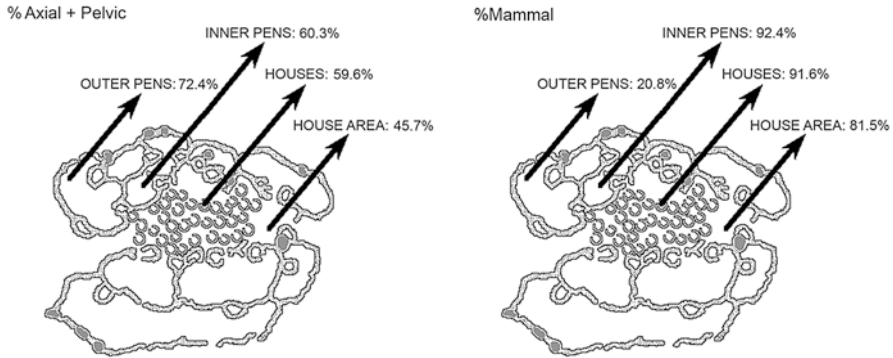 % Axial + Pelvic
INNER PENS: 60.3%
HOUSES: 59.6%
OUTER PENS: 72.4%
HOUSE AREA: 45.7%
%Mammal
INNER PENS: 92.4%
HOUSES: 91.6%
OUTER PENS: 20.8%
HOUSE AREA: 81.5%